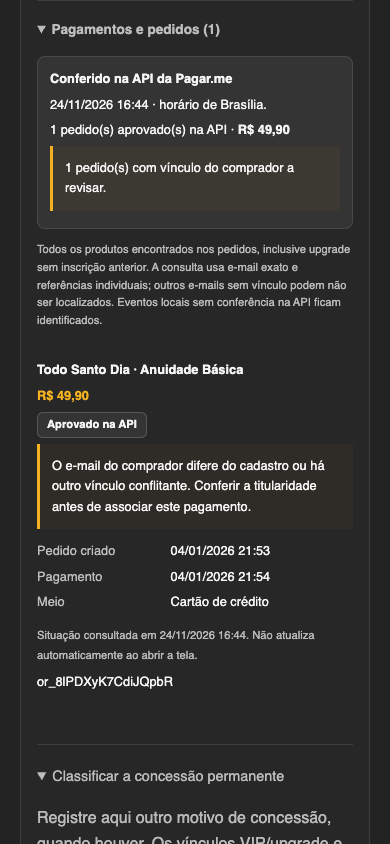 ▼ Pagamentos e pedidos (1)
Conferido na API da Pagar.me
24/11/2026 16:44 · horário de Brasília.
1 pedido(s) aprovado(s) na API · R$ 49,90
1 pedido(s) com vínculo do comprador a
revisar.
Todos os produtos encontrados nos pedidos, inclusive upgrade
sem inscrição anterior. A consulta usa e-mail exato e
referências individuais; outros e-mails sem vínculo podem não
ser localizados. Eventos locais sem conferência na API ficam
identificados.
Todo Santo Dia · Anuidade Básica
R$ 49,90
Aprovado na API
O e-mail do comprador difere do cadastro ou há
outro vínculo conflitante. Conferir a titularidade
antes de associar este pagamento.
Pedido criado 04/01/2026 21:53
Pagamento 04/01/2026 21:54
Meio Cartão de crédito
Situação consultada em 24/11/2026 16:44. Não atualiza
automaticamente ao abrir a tela.
or_8lPDXyK7CdiJQpbR
▼ Classificar a concessão permanente
Registre aqui outro motivo de concessão,
quando houver. Os vínculos VIP/upgrade e